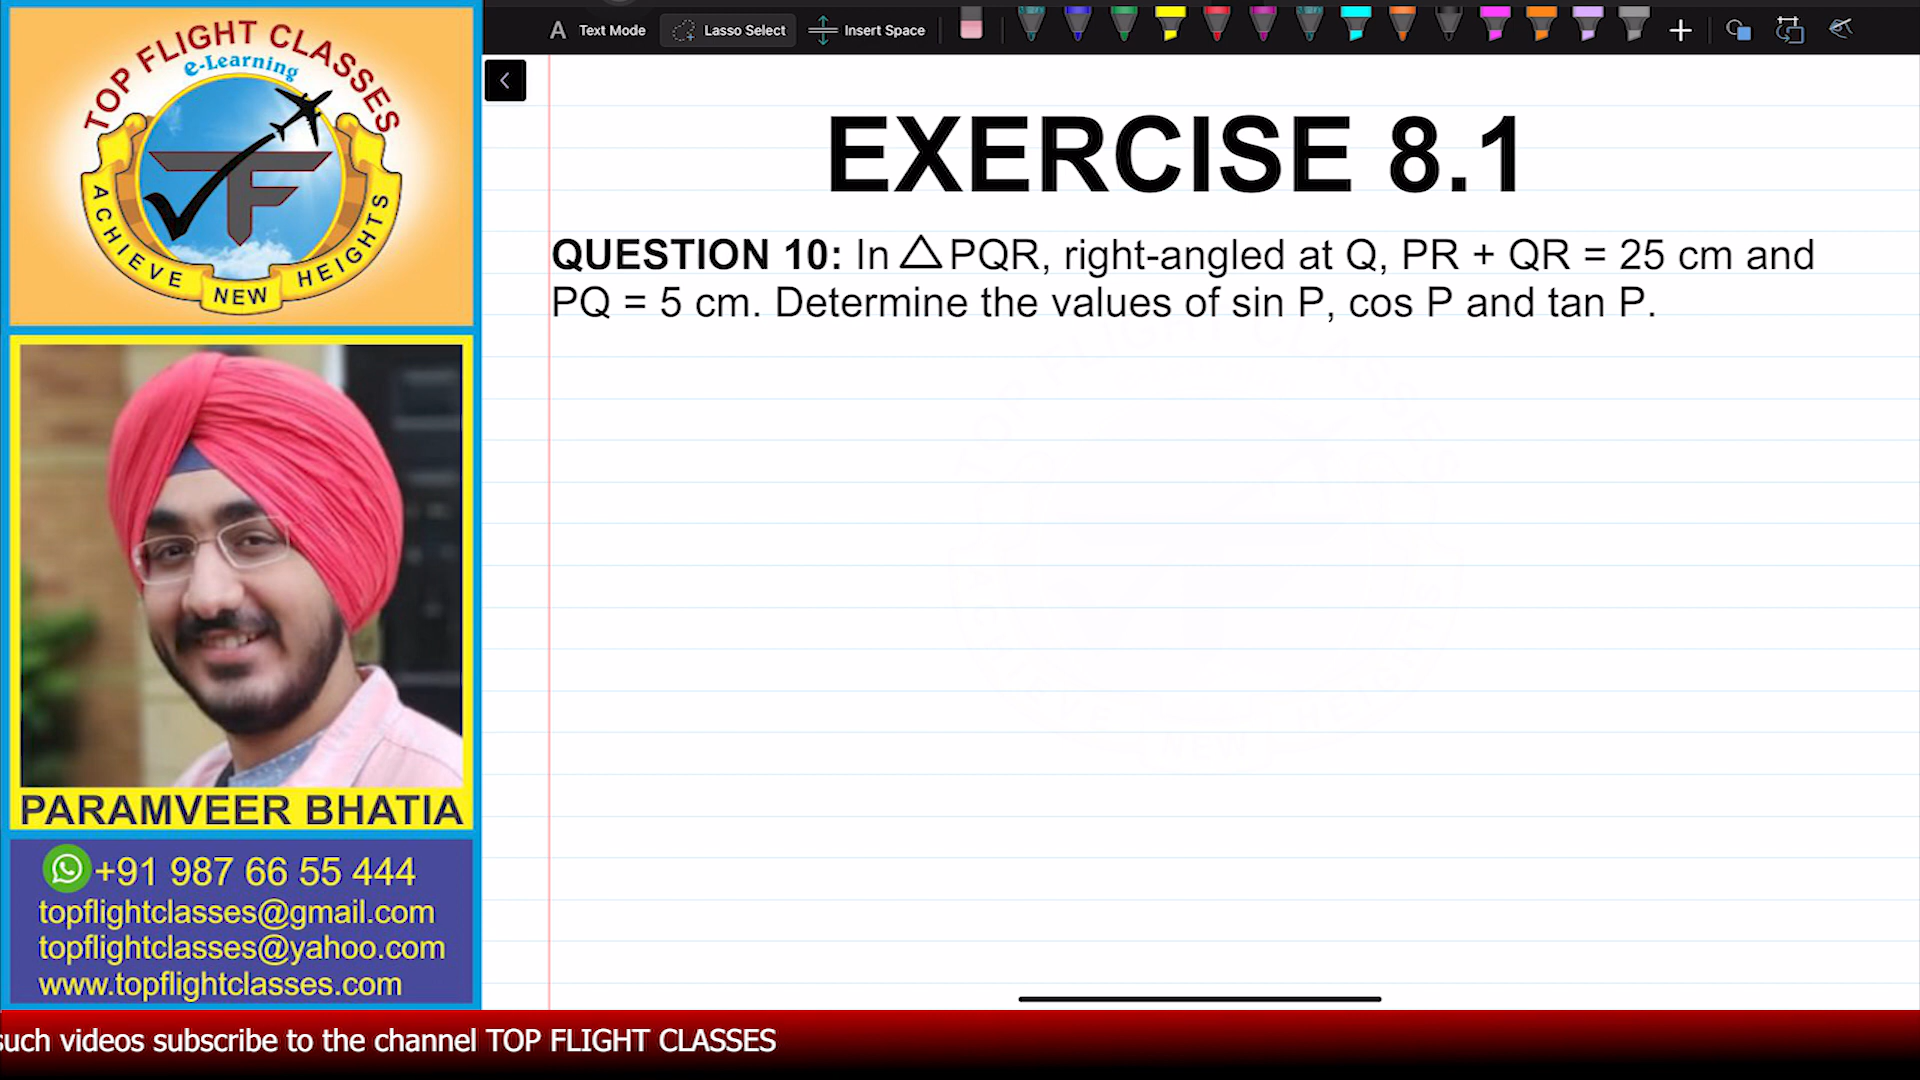 TOP FLIGHT CLASSES
e-Learning
TF
ACHIEVE NEW HEIGHTS
PARAMVEER BHATIA
+91 987 66 55 444
topflightclasses@gmail.com
topflightclasses@yahoo.com
www.topflightclasses.com
A Text Mode Lasso Select Insert Space
EXERCISE 8.1
QUESTION 10: In △PQR, right-angled at Q, PR + QR = 25 cm and
PQ = 5 cm. Determine the values of sin P, cos P and tan P.
such videos subscribe to the channel TOP FLIGHT CLASSES